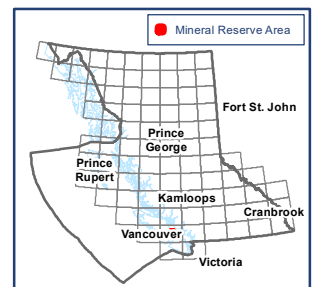 Mineral Reserve Area
Fort St. John
Prince
George
Prince
Rupert
Kamloops
Cranbrook
Vancouver
Victoria